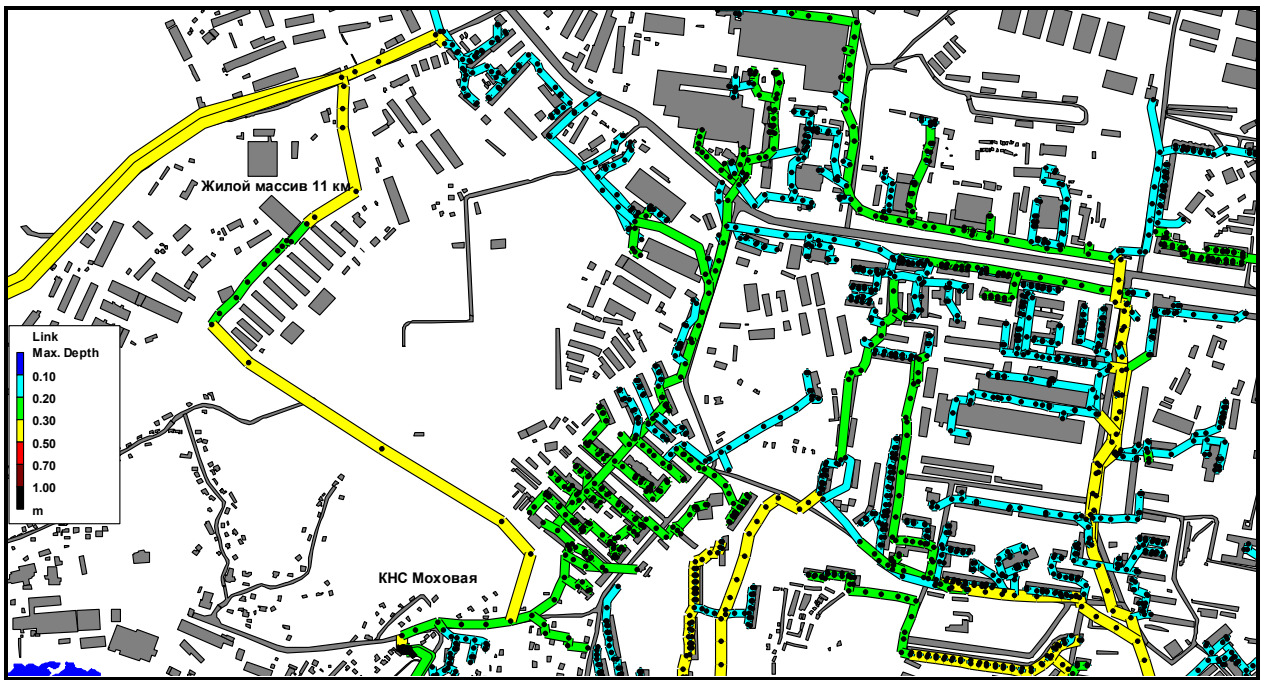 Жилой массив 11 км
Link
Max. Depth
0.10
0.20
0.30
0.50
0.70
1.00
m
КНС Моховая